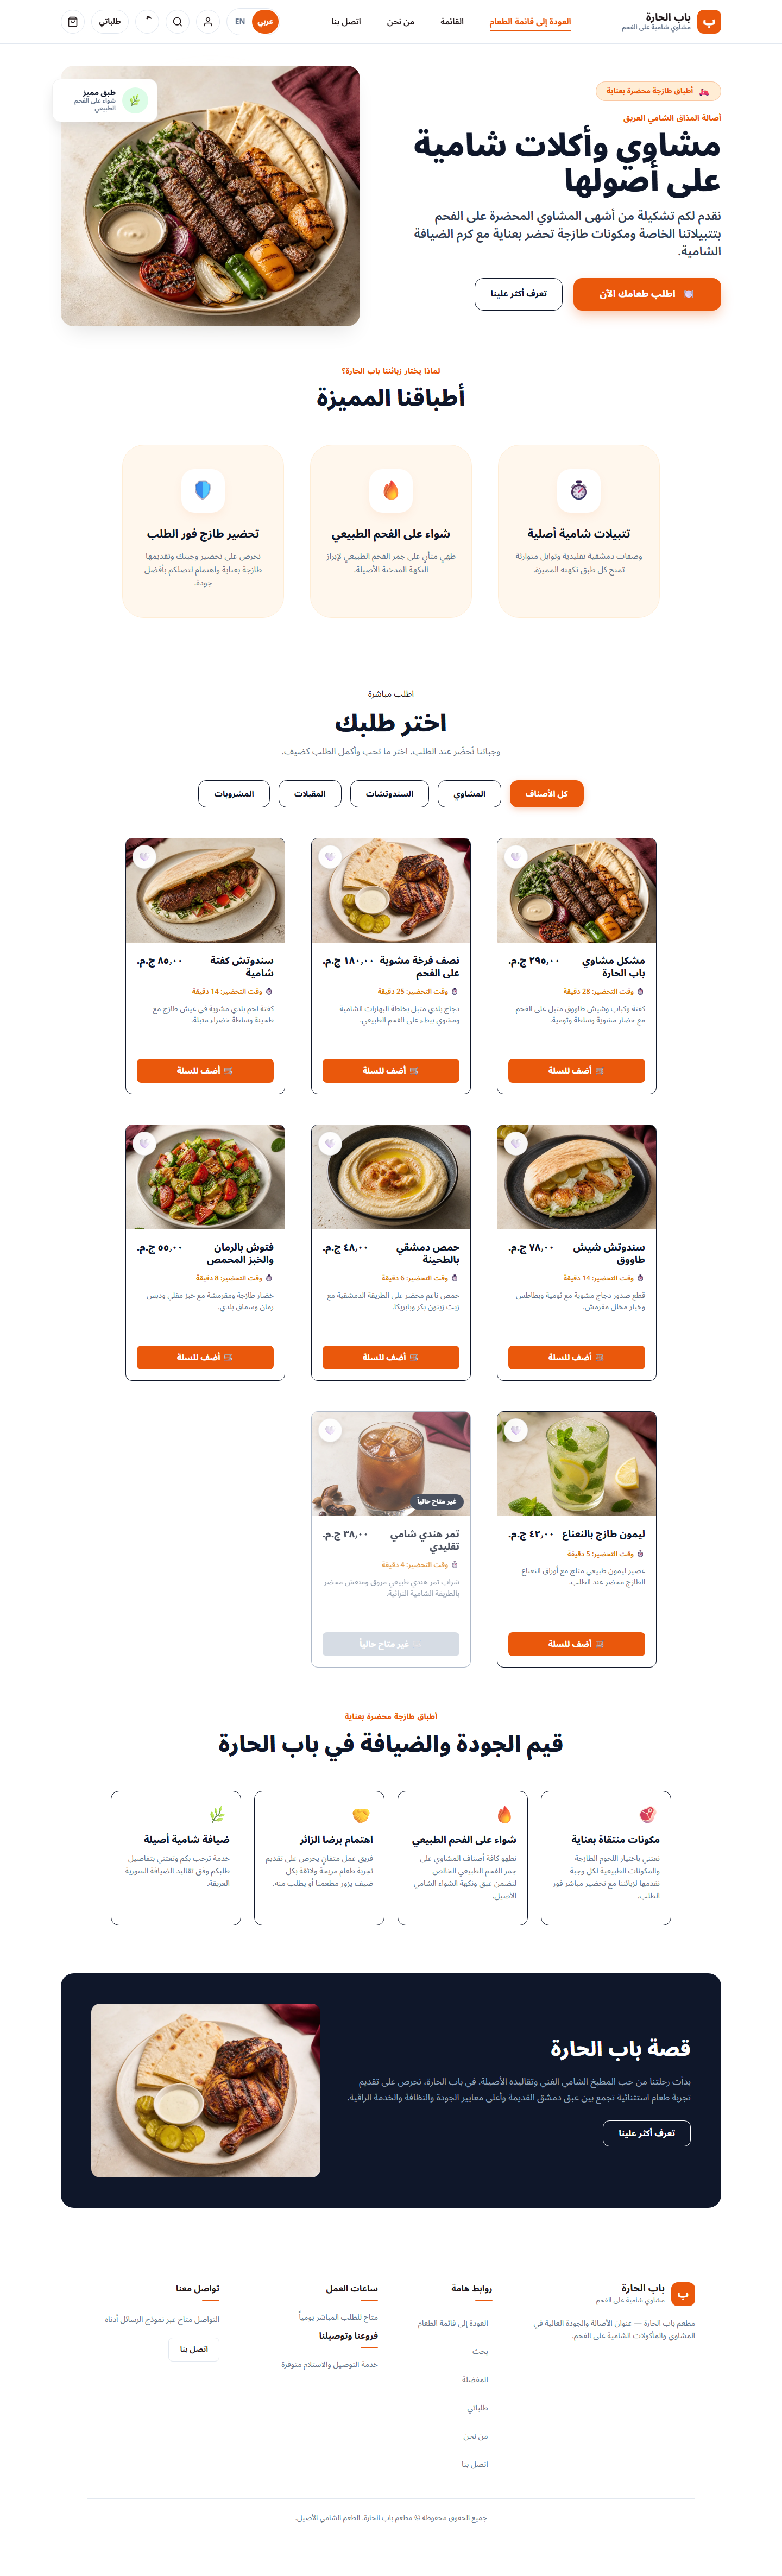 ب
باب الحارة
مشاوي شامية على الفحم
العودة إلى قائمة الطعام
القائمة
من نحن
اتصل بنا
عربي
EN
طلباتي
أطباق طازجة محضرة بعناية
أصالة المذاق الشامي العريق
مشاوي وأكلات شامية
على أصولها
نقدم لكم تشكيلة من أشهى المشاوي المحضرة على الفحم
بتتبيلاتنا الخاصة ومكونات طازجة تحضر بعناية مع كرم الضيافة
الشامية.
اطلب طعامك الآن
تعرف أكثر علينا
طبق مميز
شواء على الفحم
الطبيعي
لماذا يختار زبائننا باب الحارة؟
أطباقنا المميزة
تتبيلات شامية أصلية
وصفات دمشقية تقليدية وتوابل متوارثة
تمنح كل طبق نكهته المميزة.
شواء على الفحم الطبيعي
طهي متأنٍ على جمر الفحم الطبيعي لإبراز
النكهة المدخنة الأصيلة.
تحضير طازج فور الطلب
نحرص على تحضير وجبتك وتقديمها
طازجة بعناية واهتمام لتصلكم بأفضل
جودة.
اطلب مباشرة
اختر طلبك
وجباتنا تُحضّر عند الطلب. اختر ما تحب وأكمل الطلب كضيف.
كل الأصناف
المشاوي
السندوتشات
المقبلات
المشروبات
مشكل مشاوي
باب الحارة
٢٩٥٫٠٠ ج.م.
وقت التحضير: 28 دقيقة
كفتة وكباب وشيش طاووق متبل على الفحم
مع خضار مشوية وسلطة وثومية.
أضف للسلة
نصف فرخة مشوية
على الفحم
١٨٠٫٠٠ ج.م.
وقت التحضير: 25 دقيقة
دجاج بلدي متبل بخلطة البهارات الشامية
ومشوي ببطء على الفحم الطبيعي.
أضف للسلة
سندوتش كفتة
شامية
٨٥٫٠٠ ج.م.
وقت التحضير: 14 دقيقة
كفتة لحم بلدي مشوية في عيش طازج مع
طحينة وسلطة خضراء متبلة.
أضف للسلة
سندوتش شيش
طاووق
٧٨٫٠٠ ج.م.
وقت التحضير: 14 دقيقة
قطع صدور دجاج مشوية مع ثومية وبطاطس
وخيار مخلل مقرمش.
أضف للسلة
حمص دمشقي
بالطحينة
٤٨٫٠٠ ج.م.
وقت التحضير: 6 دقيقة
حمص ناعم محضر على الطريقة الدمشقية مع
زيت زيتون بكر وبابريكا.
أضف للسلة
فتوش بالرمان
والخبز المحمص
٥٥٫٠٠ ج.م.
وقت التحضير: 8 دقيقة
خضار طازجة ومقرمشة مع خبز مقلي ودبس
رمان وسماق بلدي.
أضف للسلة
ليمون طازج بالنعناع
٤٢٫٠٠ ج.م.
وقت التحضير: 5 دقيقة
عصير ليمون طبيعي مثلج مع أوراق النعناع
الطازج محضر عند الطلب.
أضف للسلة
غير متاح حالياً
تمر هندي شامي
تقليدي
٣٨٫٠٠ ج.م.
وقت التحضير: 4 دقيقة
شراب تمر هندي طبيعي مروق ومنعش محضر
بالطريقة الشامية التراثية.
غير متاح حالياً
أطباق طازجة محضرة بعناية
قيم الجودة والضيافة في باب الحارة
مكونات منتقاة بعناية
نعتني باختيار اللحوم الطازجة
والمكونات الطبيعية لكل وجبة
نقدمها لزبائننا مع تحضير مباشر فور
الطلب.
شواء على الفحم الطبيعي
نطهو كافة أصناف المشاوي على
جمر الفحم الطبيعي الخالص
لنضمن عبق ونكهة الشواء الشامي
الأصيل.
اهتمام برضا الزائر
فريق عمل متفانٍ يحرص على تقديم
تجربة طعام مريحة ولائقة بكل
ضيف يزور مطعمنا أو يطلب منه.
ضيافة شامية أصيلة
خدمة ترحب بكم وتعتني بتفاصيل
طلبكم وفق تقاليد الضيافة السورية
العريقة.
قصة باب الحارة
بدأت رحلتنا من حب المطبخ الشامي الغني وتقاليده الأصيلة. في باب الحارة، نحرص على تقديم
تجربة طعام استثنائية تجمع بين عبق دمشق القديمة وأعلى معايير الجودة والنظافة والخدمة الراقية.
تعرف أكثر علينا
ب
باب الحارة
مشاوي شامية على الفحم
مطعم باب الحارة — عنوان الأصالة والجودة العالية في
المشاوي والمأكولات الشامية على الفحم.
روابط هامة
العودة إلى قائمة الطعام
بحث
المفضلة
طلباتي
من نحن
اتصل بنا
ساعات العمل
متاح للطلب المباشر يومياً
فروعنا وتوصيلنا
خدمة التوصيل والاستلام متوفرة
تواصل معنا
التواصل متاح عبر نموذج الرسائل أدناه
اتصل بنا
جميع الحقوق محفوظة © مطعم باب الحارة. الطعم الشامي الأصيل.